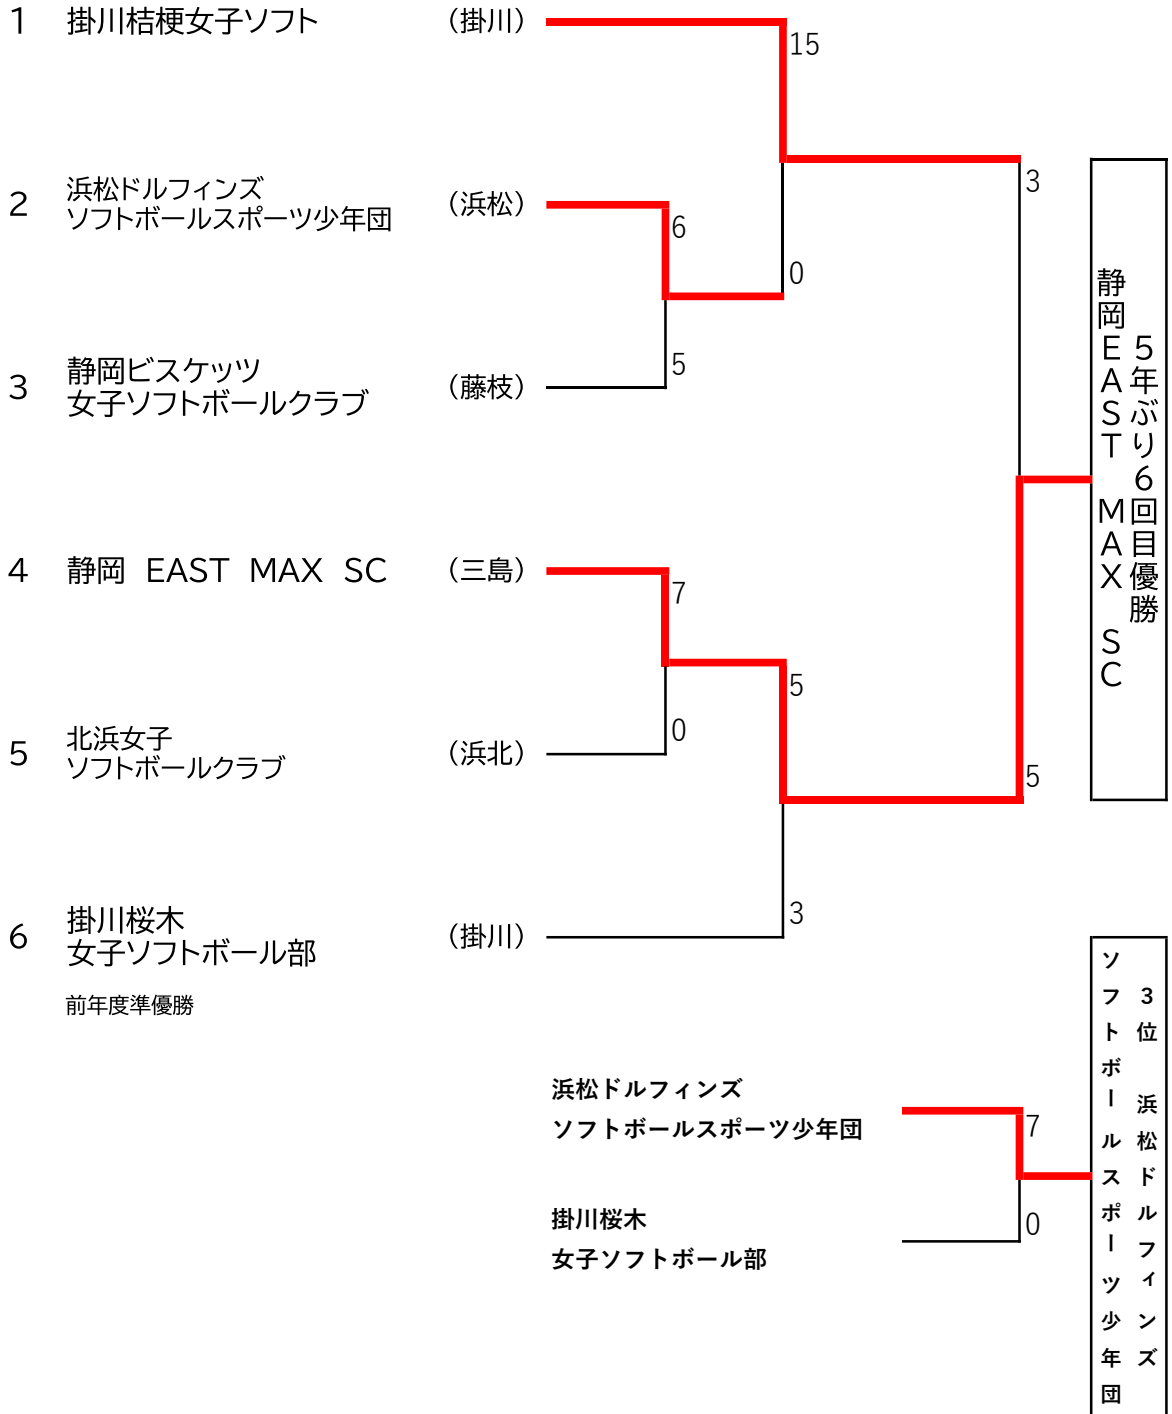 1 掛川桔梗女子ソフト （掛川）
15
3
2 浜松ドルフィンズ
ソフトボールスポーツ少年団 （浜松）
6
0
3 静岡ビスケッツ
女子ソフトボールクラブ （藤枝）
5
4 静岡 EAST MAX SC （三島）
7
5
5 北浜女子
ソフトボールクラブ （浜北）
0
5
6 掛川桜木
女子ソフトボール部 （掛川）
3
前年度準優勝
５年ぶり６回目優勝
静岡ＥＡＳＴ ＭＡＸ ＳＣ
浜松ドルフィンズ
ソフトボールスポーツ少年団
7
掛川桜木
女子ソフトボール部
0
３位 浜松ドルフィンズ
ソフトボールスポーツ少年団